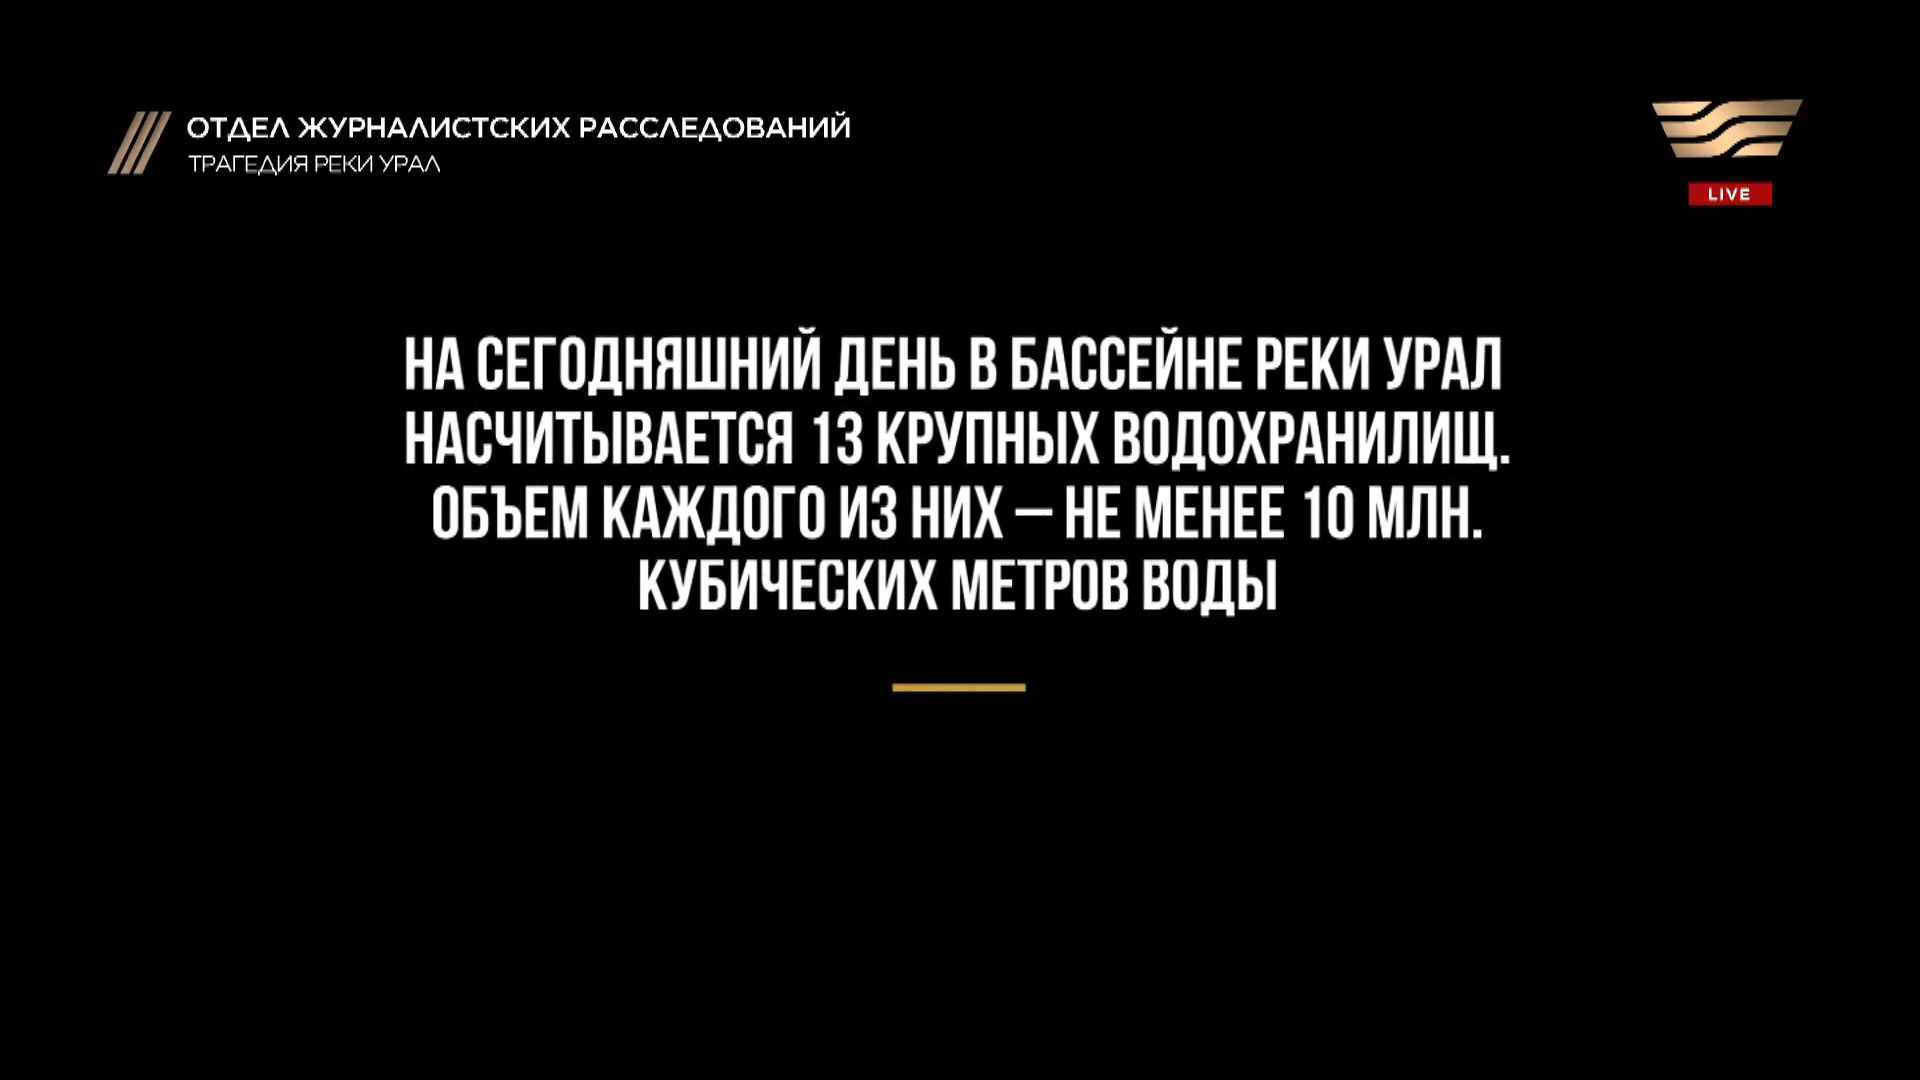 ОТДЕЛ ЖУРНАЛИСТСКИХ РАССЛЕДОВАНИЙ
ТРАГЕДИЯ РЕКИ УРАЛ
LIVE
НА СЕГОДНЯШНИЙ ДЕНЬ В БАССЕЙНЕ РЕКИ УРАЛ
НАСЧИТЫВАЕТСЯ 13 КРУПНЫХ ВОДОХРАНИЛИЩ.
ОБЪЕМ КАЖДОГО ИЗ НИХ – НЕ МЕНЕЕ 10 МЛН.
КУБИЧЕСКИХ МЕТРОВ ВОДЫ